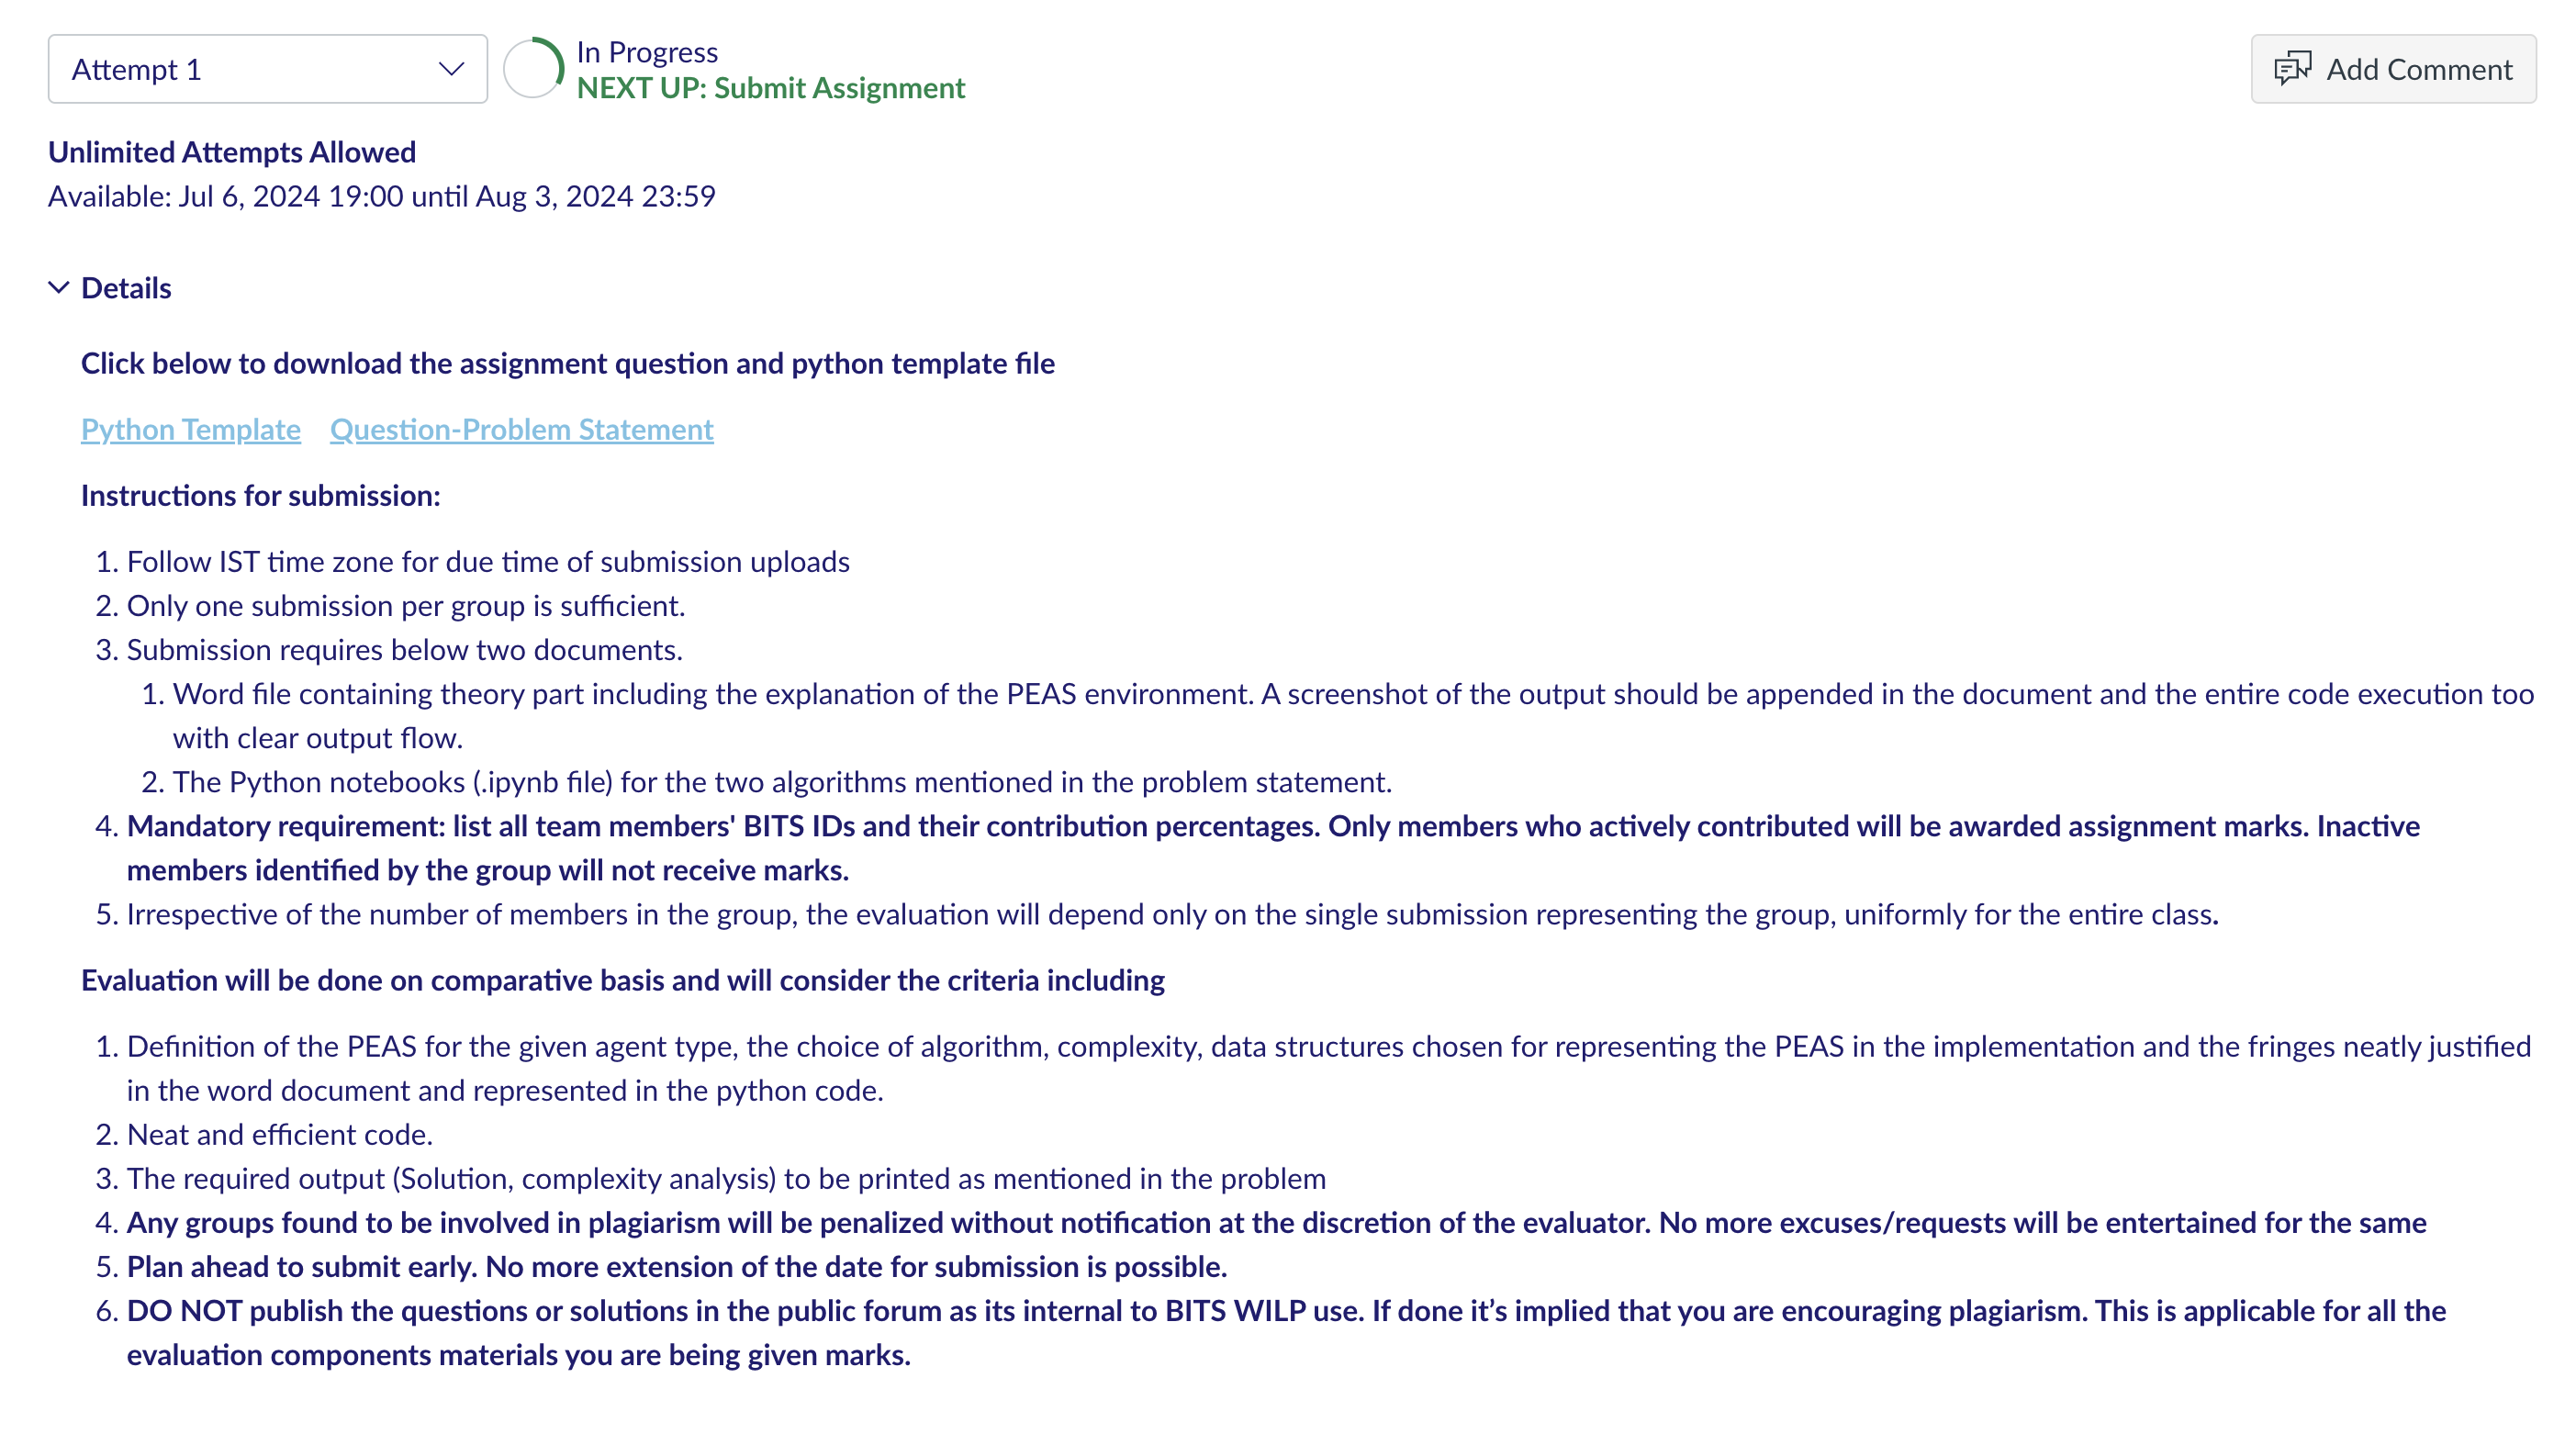 Attempt 1
In Progress
NEXT UP: Submit Assignment
Add Comment
Unlimited Attempts Allowed
Available: Jul 6, 2024 19:00 until Aug 3, 2024 23:59
Details
Click below to download the assignment question and python template file
Python Template Question-Problem Statement
Instructions for submission:
1. Follow IST time zone for due time of submission uploads
2. Only one submission per group is sufficient.
3. Submission requires below two documents.
1. Word file containing theory part including the explanation of the PEAS environment. A screenshot of the output should be appended in the document and the entire code execution too
with clear output flow.
2. The Python notebooks (.ipynb file) for the two algorithms mentioned in the problem statement.
4. Mandatory requirement: list all team members' BITS IDs and their contribution percentages. Only members who actively contributed will be awarded assignment marks. Inactive
members identified by the group will not receive marks.
5. Irrespective of the number of members in the group, the evaluation will depend only on the single submission representing the group, uniformly for the entire class.
Evaluation will be done on comparative basis and will consider the criteria including
1. Definition of the PEAS for the given agent type, the choice of algorithm, complexity, data structures chosen for representing the PEAS in the implementation and the fringes neatly justified
in the word document and represented in the python code.
2. Neat and efficient code.
3. The required output (Solution, complexity analysis) to be printed as mentioned in the problem
4. Any groups found to be involved in plagiarism will be penalized without notification at the discretion of the evaluator. No more excuses/requests will be entertained for the same
5. Plan ahead to submit early. No more extension of the date for submission is possible.
6. DO NOT publish the questions or solutions in the public forum as its internal to BITS WILP use. If done it’s implied that you are encouraging plagiarism. This is applicable for all the
evaluation components materials you are being given marks.